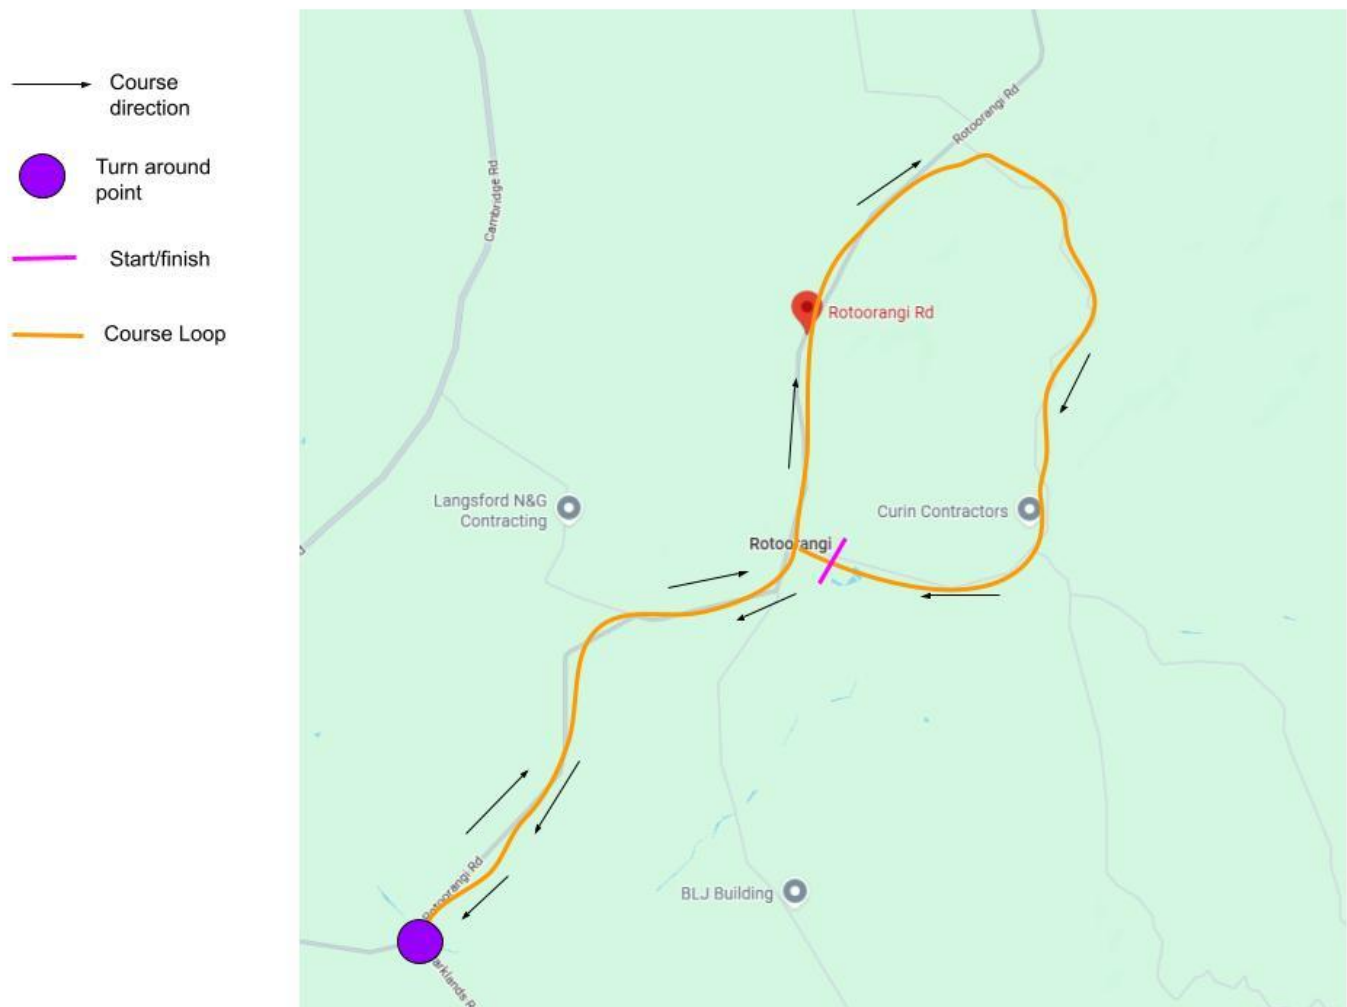 Course
direction
Turn around
point
Start/finish
Course Loop
Rotoorangi Rd
Cambridge Rd
Rotoorangi Rd
Langsford N&G
Contracting
Curin Contractors
Rotoorangi
Rotoorangi Rd
BLJ Building